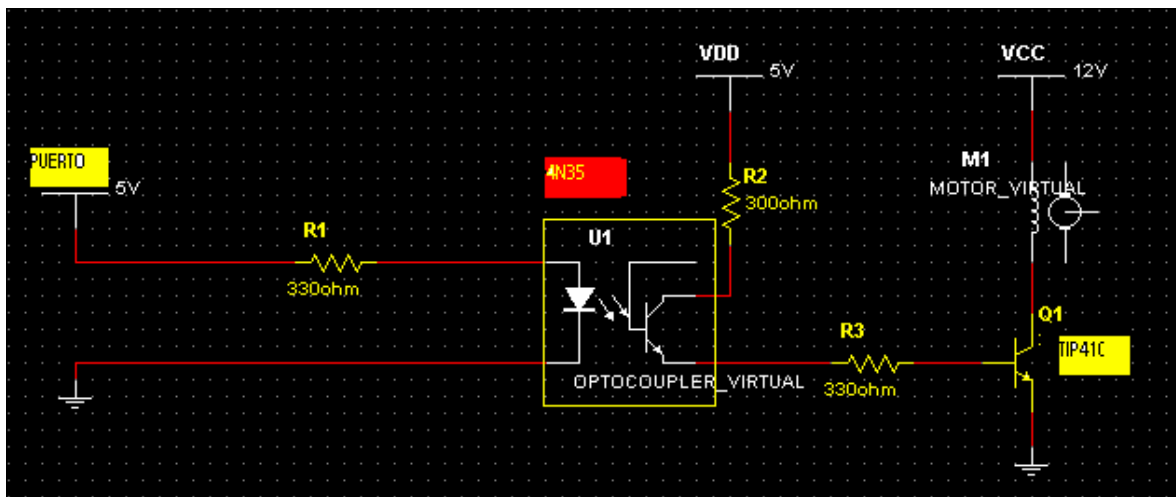 VDD
5V
VCC
12V
PUERTO
5V
4N35
R2
300ohm
M1
MOTOR_VIRTUAL
R1
330ohm
U1
OPTOCOUPLER_VIRTUAL
R3
330ohm
Q1
TIP41C